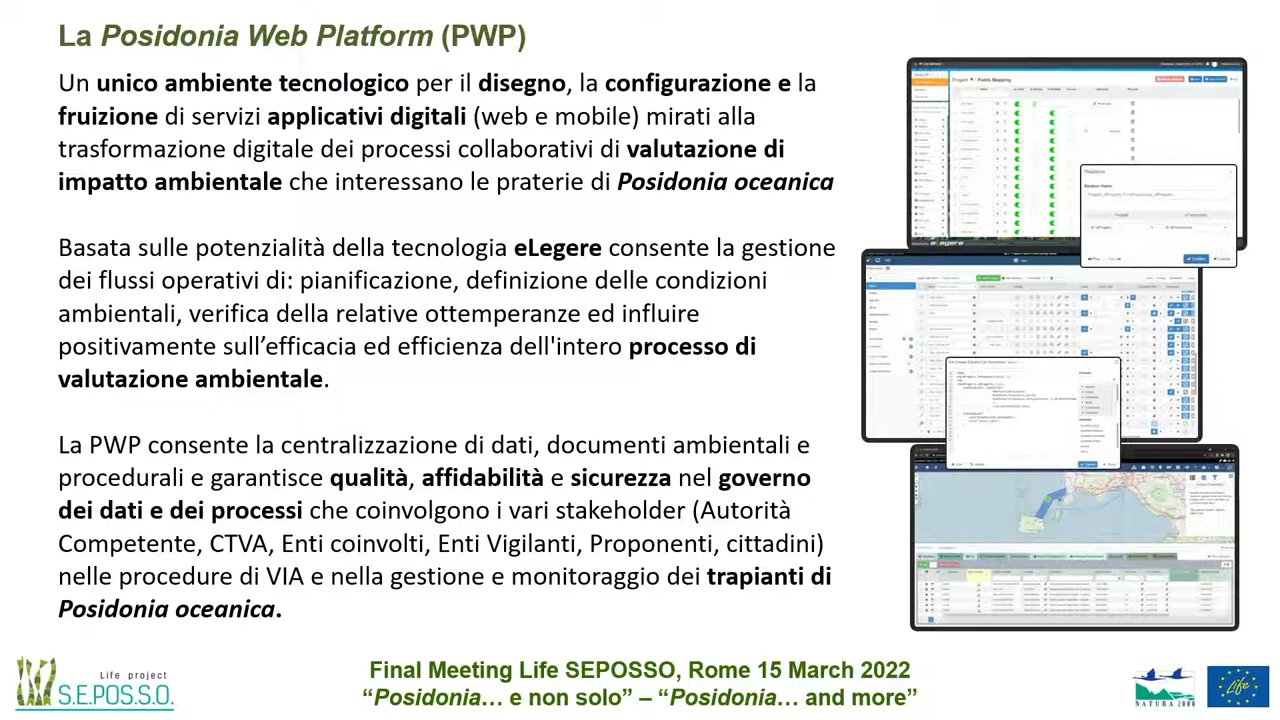 La Posidonia Web Platform (PWP)
Un unico ambiente tecnologico per il disegno, la configurazione e la
fruizione di servizi applicativi digitali (web e mobile) mirati alla
trasformazione digitale dei processi collaborativi di valutazione di
impatto ambientale che interessano le praterie di Posidonia oceanica
Basata sulle potenzialità della tecnologia eLegere consente la gestione
dei flussi operativi di: pianificazione, definizione delle condizioni
ambientali, verifica della relative ottemperanze ed influire
positivamente sull’efficacia ed efficienza dell'intero processo di
valutazione ambientale.
La PWP consente la centralizzazione di dati, documenti ambientali e
procedurali e garantisce qualità, affidabilità e sicurezza nel governo
dei dati e dei processi che coinvolgono i vari stakeholder (Autorità
Competente, CTVA, Enti coinvolti, Enti Vigilanti, Proponenti, cittadini)
nelle procedure di VIA e nella gestione e monitoraggio dei trapianti di
Posidonia oceanica.
Progetti
Field Mapping
Relations
Relation Name:
eLegere
Life project
S.E.POS.S.O.
Final Meeting Life SEPOSSO, Rome 15 March 2022
“Posidonia… e non solo” – “Posidonia… and more”
NATURA 2000
Life